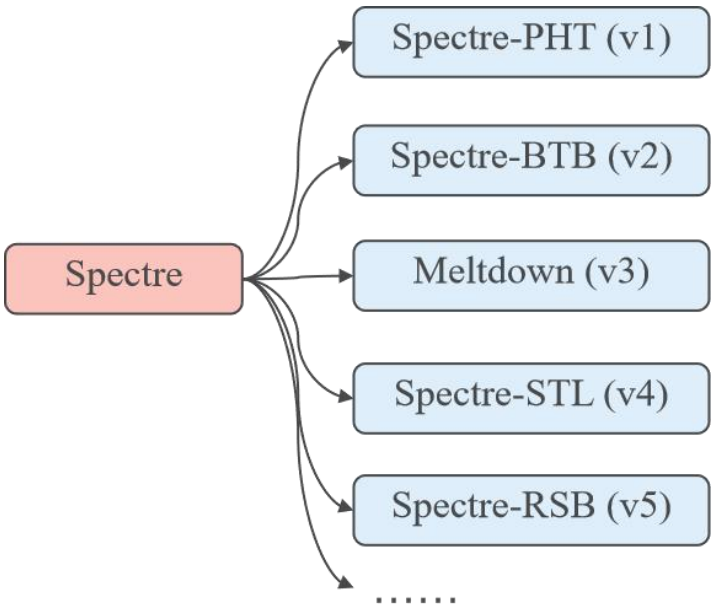 Spectre-PHT (v1)
Spectre-BTB (v2)
Spectre
Meltdown (v3)
Spectre-STL (v4)
Spectre-RSB (v5)
......